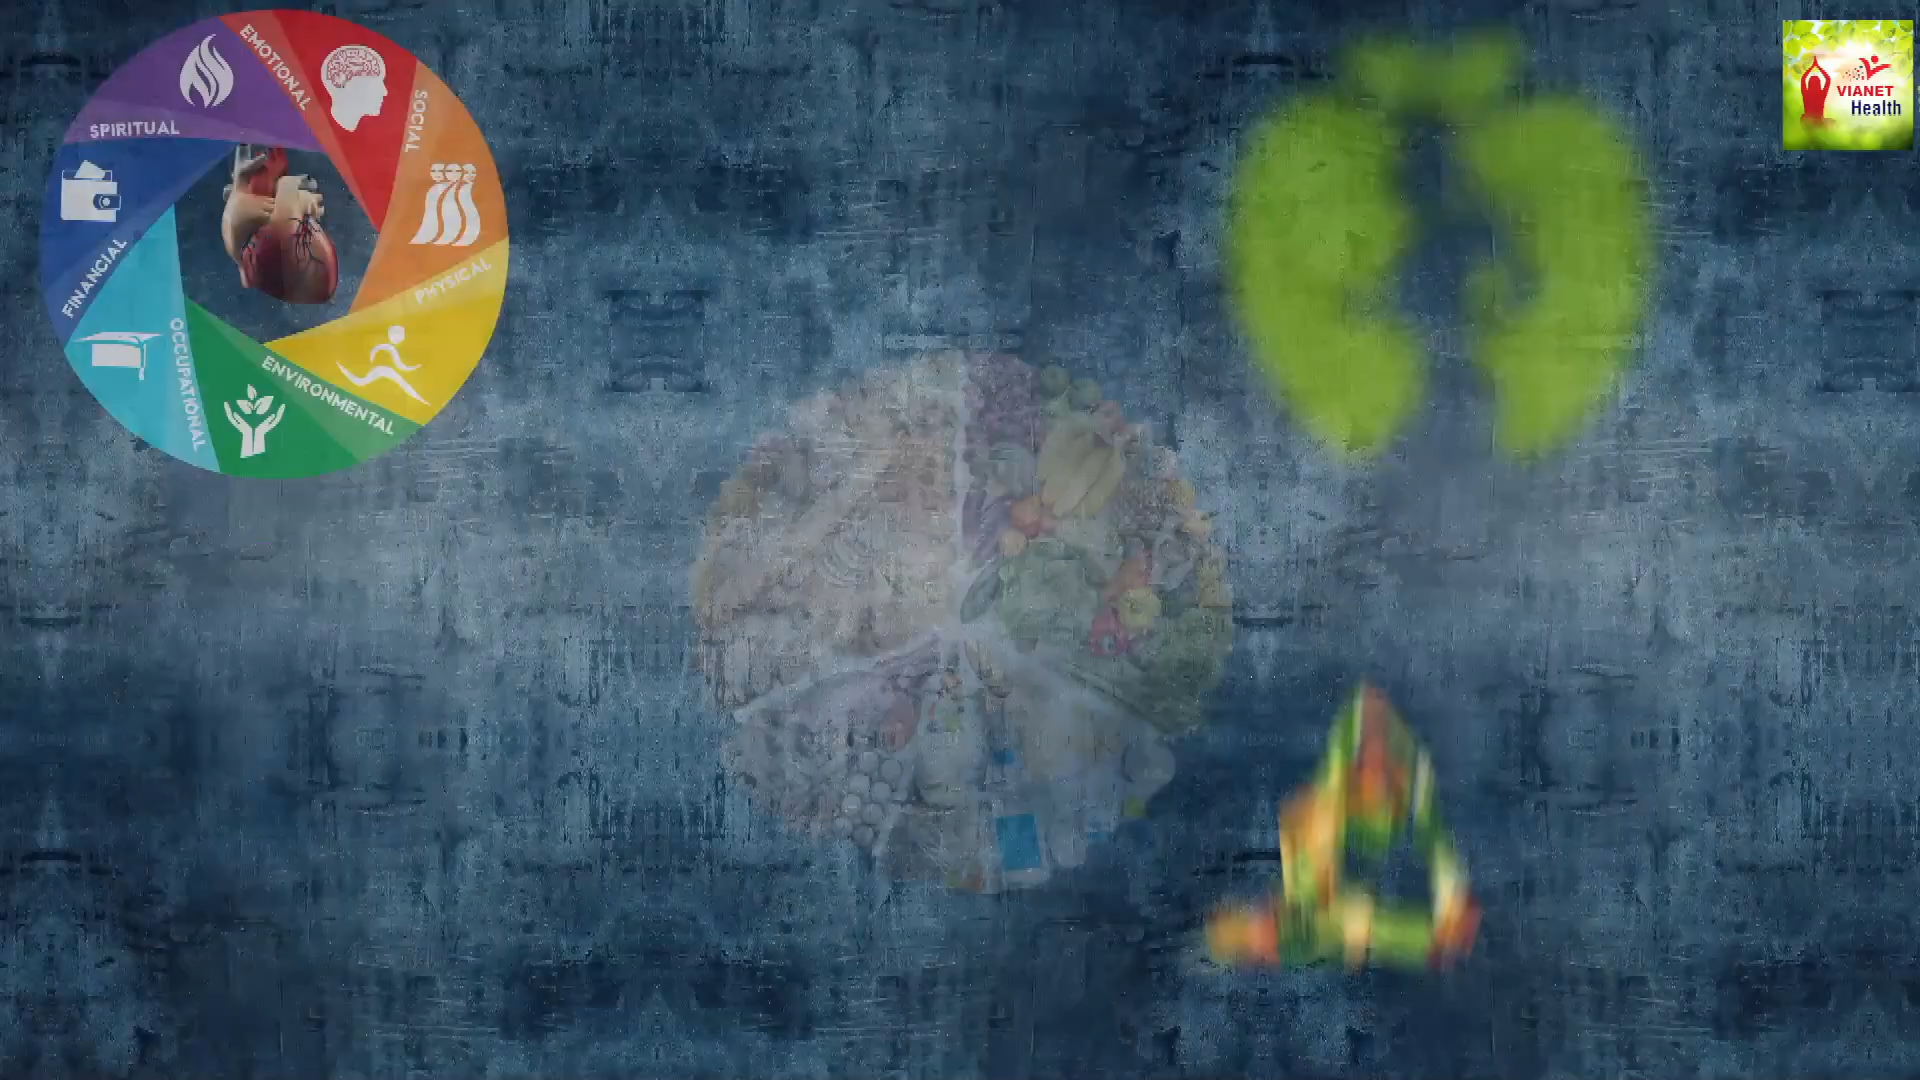 EMOTIONAL
SOCIAL
SPIRITUAL
PHYSICAL
FINANCIAL
OCCUPATIONAL
ENVIRONMENTAL
VIANET
Health